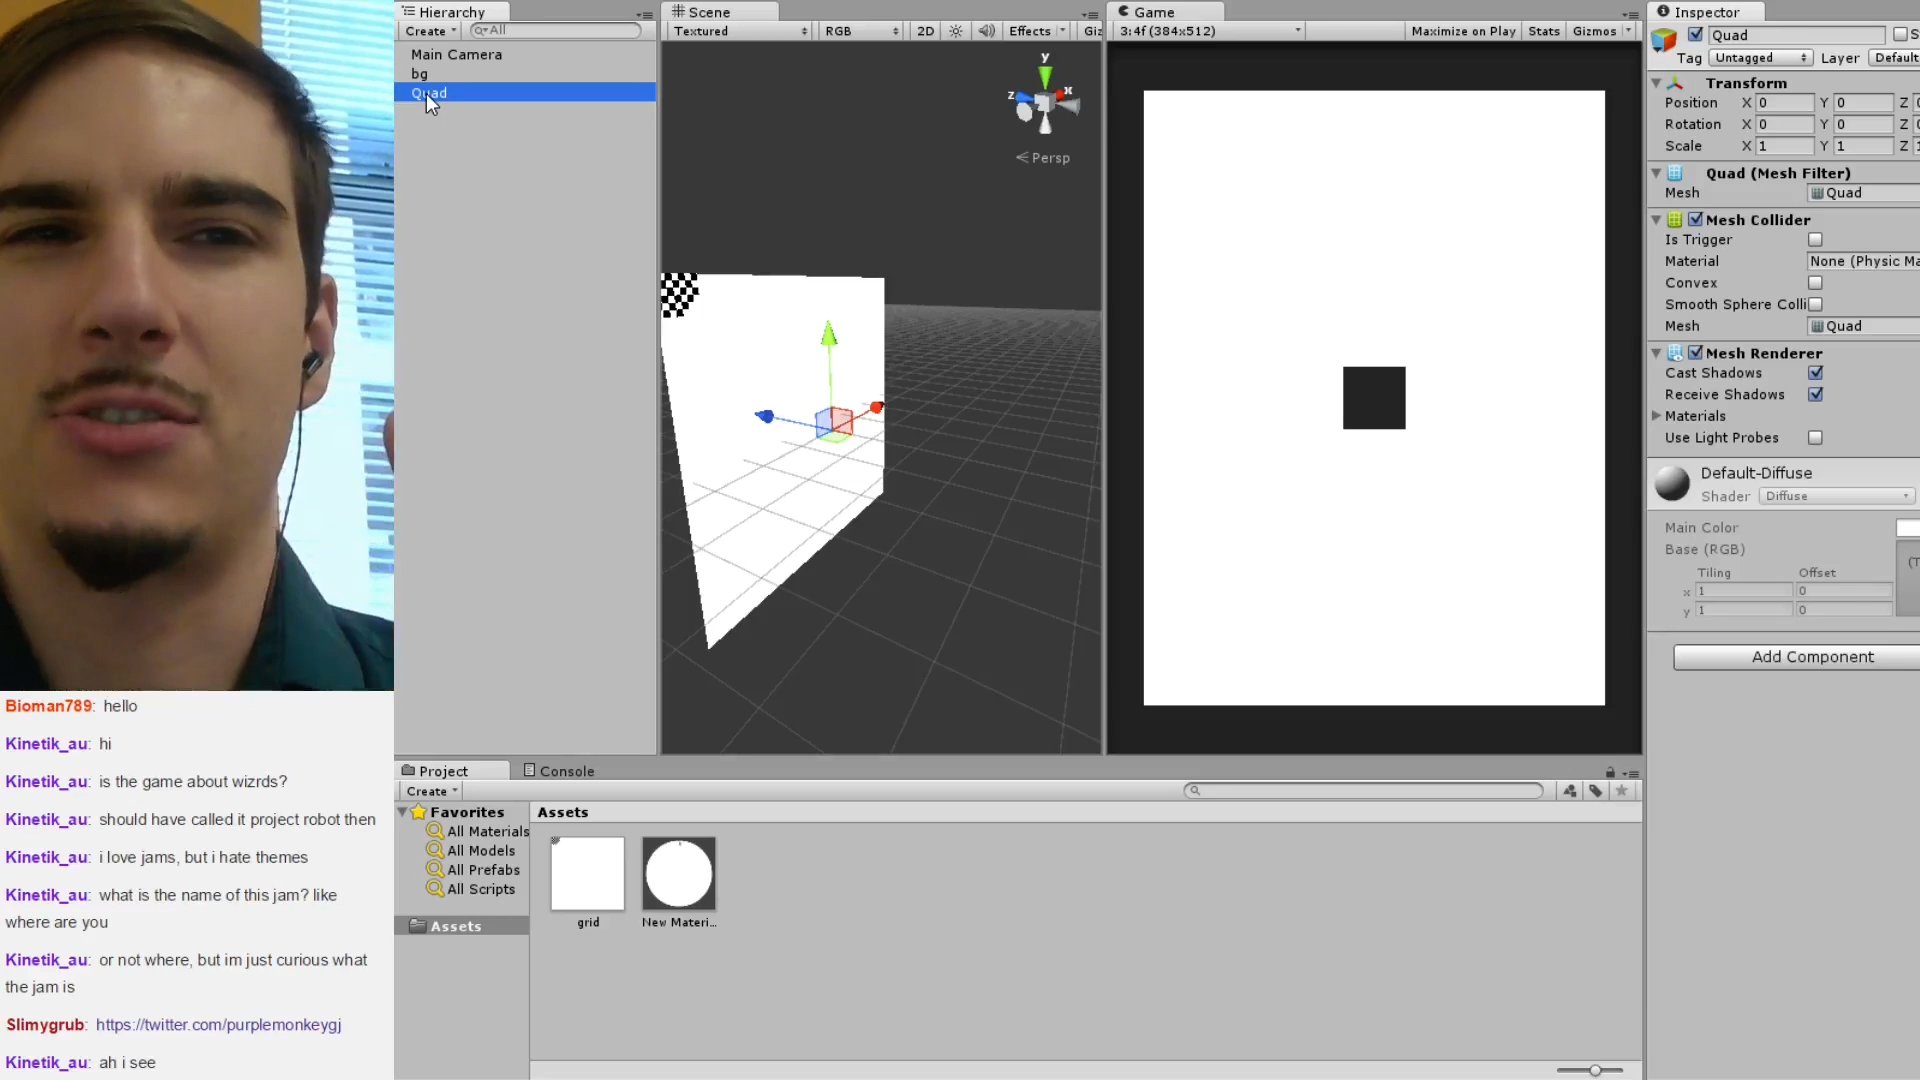 Hierarchy
Create
All
Main Camera
bg
Quad
Scene
Textured
RGB
2D
Effects
Giz
y
x
z
Persp
Game
3:4f (384x512)
Maximize on Play
Stats
Gizmos
Inspector
Quad
S
Tag
Untagged
Layer
Default
Transform
Position X 0 Y 0 Z 0
Rotation X 0 Y 0 Z 0
Scale X 1 Y 1 Z 1
Quad (Mesh Filter)
Mesh Quad
Mesh Collider
Is Trigger
Material None (Physic Ma
Convex
Smooth Sphere Colli
Mesh Quad
Mesh Renderer
Cast Shadows
Receive Shadows
Materials
Use Light Probes
Default-Diffuse
Shader Diffuse
Main Color
Base (RGB)
(T
Tiling Offset
x 1 0
y 1 0
Add Component
Bioman789: hello
Kinetik_au: hi
Kinetik_au: is the game about wizrds?
Kinetik_au: should have called it project robot then
Kinetik_au: i love jams, but i hate themes
Kinetik_au: what is the name of this jam? like
where are you
Kinetik_au: or not where, but im just curious what
the jam is
Slimygrub: https://twitter.com/purplemonkeygj
Kinetik_au: ah i see
Project
Console
Create
Favorites
All Materials
All Models
All Prefabs
All Scripts
Assets
Assets
grid
New Materi...